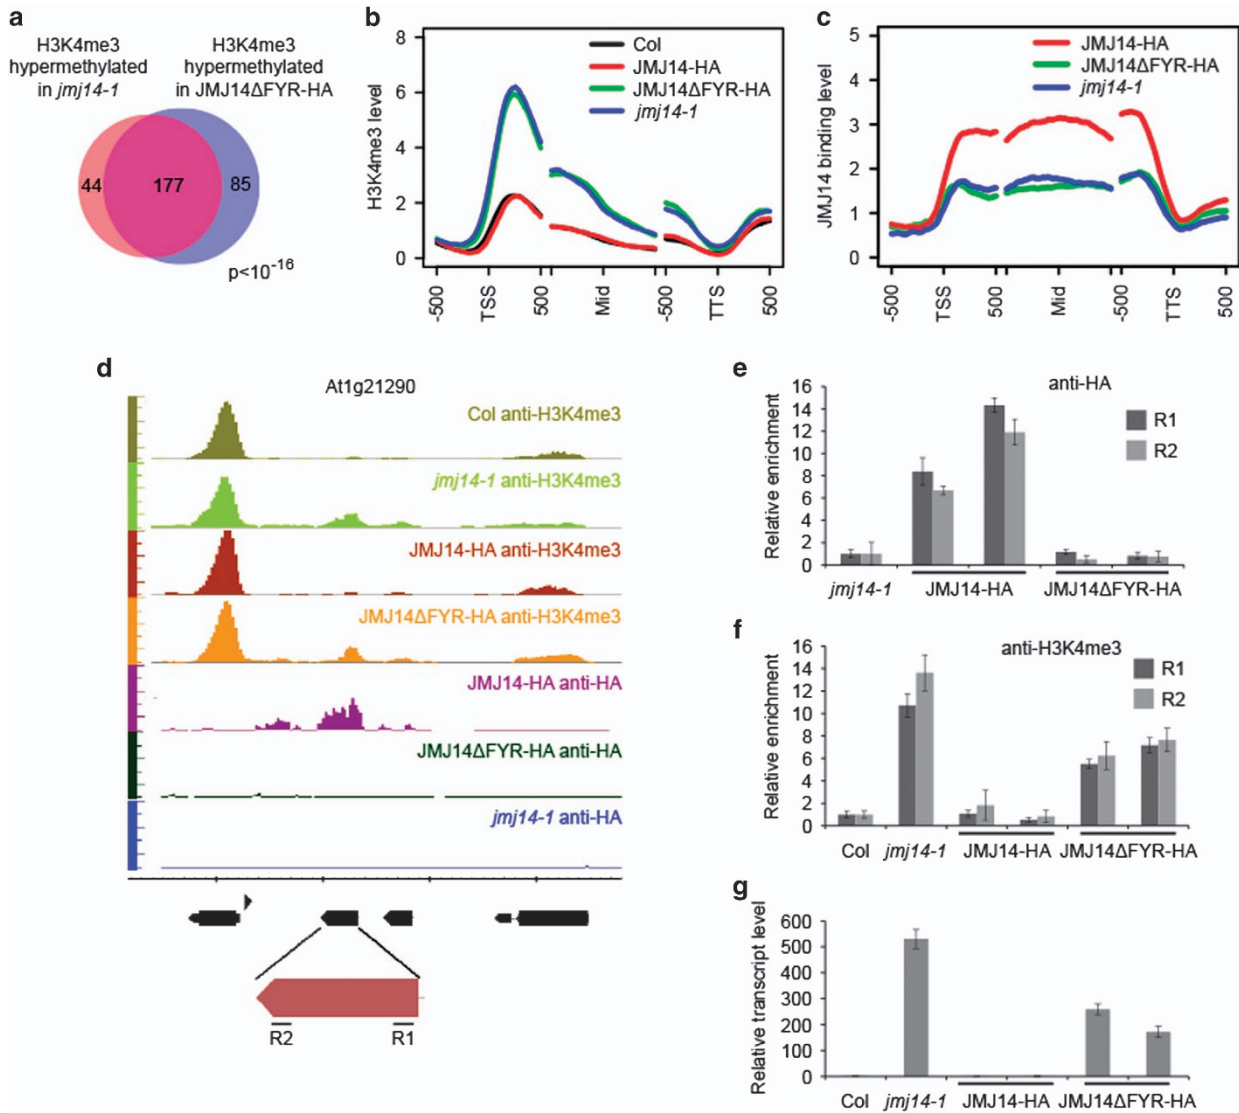 a
H3K4me3
hypermethylated
in jmj14-1
H3K4me3
hypermethylated
in JMJ14ΔFYR-HA
44
177
85
p<10⁻¹⁶
b
H3K4me3 level
8
6
4
2
0
Col
JMJ14-HA
JMJ14ΔFYR-HA
jmj14-1
-500
TSS
500
Mid
-500
TTS
500
c
JMJ14 binding level
5
4
3
2
1
0
JMJ14-HA
JMJ14ΔFYR-HA
jmj14-1
-500
TSS
500
Mid
-500
TTS
500
d
At1g21290
Col anti-H3K4me3
jmj14-1 anti-H3K4me3
JMJ14-HA anti-H3K4me3
JMJ14ΔFYR-HA anti-H3K4me3
JMJ14-HA anti-HA
JMJ14ΔFYR-HA anti-HA
jmj14-1 anti-HA
R2 R1
e
anti-HA
Relative enrichment
16
14
12
10
8
6
4
2
0
R1
R2
jmj14-1 JMJ14-HA JMJ14ΔFYR-HA
f
anti-H3K4me3
Relative enrichment
16
14
12
10
8
6
4
2
0
R1
R2
Col jmj14-1 JMJ14-HA JMJ14ΔFYR-HA
g
Relative transcript level
600
500
400
300
200
100
0
Col jmj14-1 JMJ14-HA JMJ14ΔFYR-HA